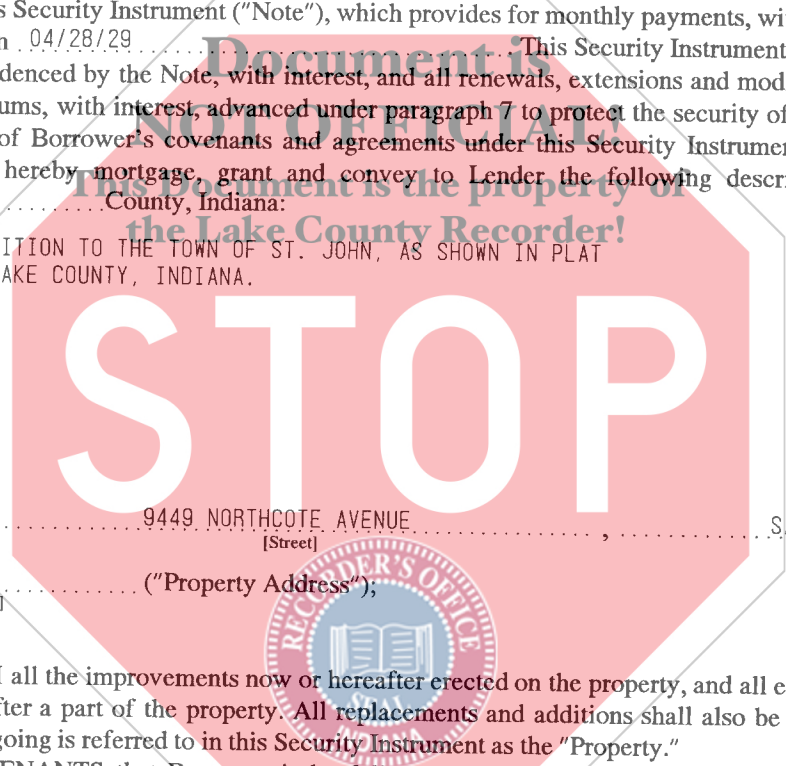 s Security Instrument ("Note"), which provides for monthly payments, wi
n 04/28/29 This Security Instrument
Document is
denced by the Note, with interest, and all renewals, extensions and mod
ums, with interest, advanced under paragraph 7 to protect the security of
NOT OFFICIAL!
of Borrower's covenants and agreements under this Security Instrumen
hereby mortgage, grant and convey to Lender the following descri
This Document is the property of
County, Indiana:
the Lake County Recorder!
ITION TO THE TOWN OF ST. JOHN, AS SHOWN IN PLAT
AKE COUNTY, INDIANA.
STOP
9449 NORTHCOTE AVENUE , S
[Street]
("Property Address");
]
RECORDER'S OFFICE
SEAL
INDIANA
all the improvements now or hereafter erected on the property, and all e
fter a part of the property. All replacements and additions shall also be
going is referred to in this Security Instrument as the "Property."